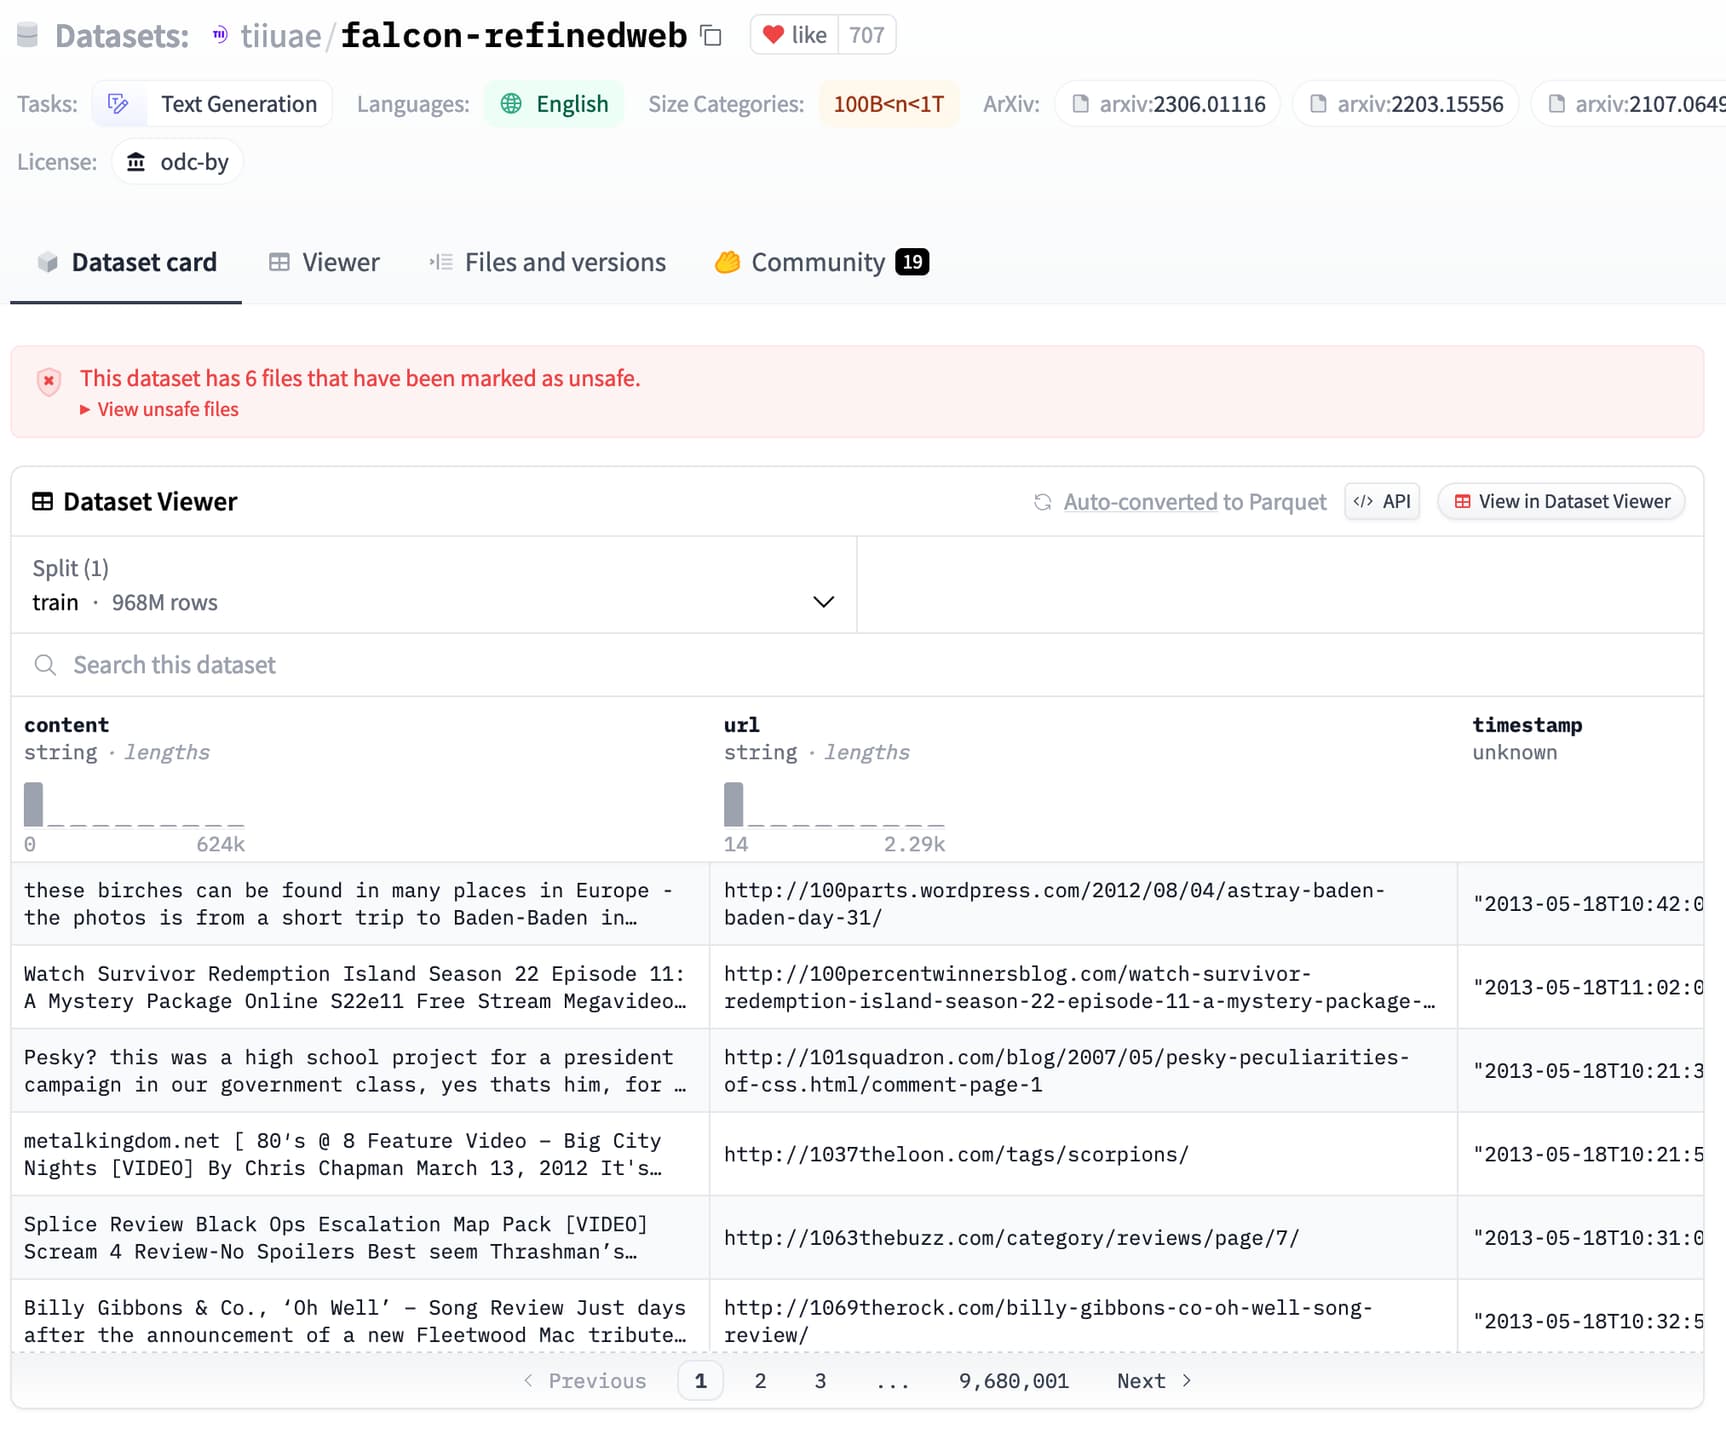 Datasets: tiiuae/falcon-refinedweb like 707
Tasks: Text Generation Languages: English Size Categories: 100B<n<1T ArXiv: arxiv:2306.01116 arxiv:2203.15556 arxiv:2107.0649
License: odc-by
Dataset card Viewer Files and versions Community 19
This dataset has 6 files that have been marked as unsafe.
View unsafe files
Dataset Viewer Auto-converted to Parquet </> API View in Dataset Viewer
Split (1)
train · 968M rows
Search this dataset
content url timestamp
string · lengths string · lengths unknown
0 624k 14 2.29k
these birches can be found in many places in Europe -
the photos is from a short trip to Baden-Baden in…
http://100parts.wordpress.com/2012/08/04/astray-baden-
baden-day-31/
"2013-05-18T10:42:0
Watch Survivor Redemption Island Season 22 Episode 11:
A Mystery Package Online S22e11 Free Stream Megavideo…
http://100percentwinnersblog.com/watch-survivor-
redemption-island-season-22-episode-11-a-mystery-package-…
"2013-05-18T11:02:0
Pesky? this was a high school project for a president
campaign in our government class, yes thats him, for …
http://101squadron.com/blog/2007/05/pesky-peculiarities-
of-css.html/comment-page-1
"2013-05-18T10:21:3
metalkingdom.net [ 80's @ 8 Feature Video – Big City
Nights [VIDEO] By Chris Chapman March 13, 2012 It's…
http://1037theloon.com/tags/scorpions/
"2013-05-18T10:21:5
Splice Review Black Ops Escalation Map Pack [VIDEO]
Scream 4 Review-No Spoilers Best seem Thrashman’s…
http://1063thebuzz.com/category/reviews/page/7/
"2013-05-18T10:31:0
Billy Gibbons & Co., ‘Oh Well’ – Song Review Just days
after the announcement of a new Fleetwood Mac tribute…
http://1069therock.com/billy-gibbons-co-oh-well-song-
review/
"2013-05-18T10:32:5
< Previous 1 2 3 ... 9,680,001 Next >